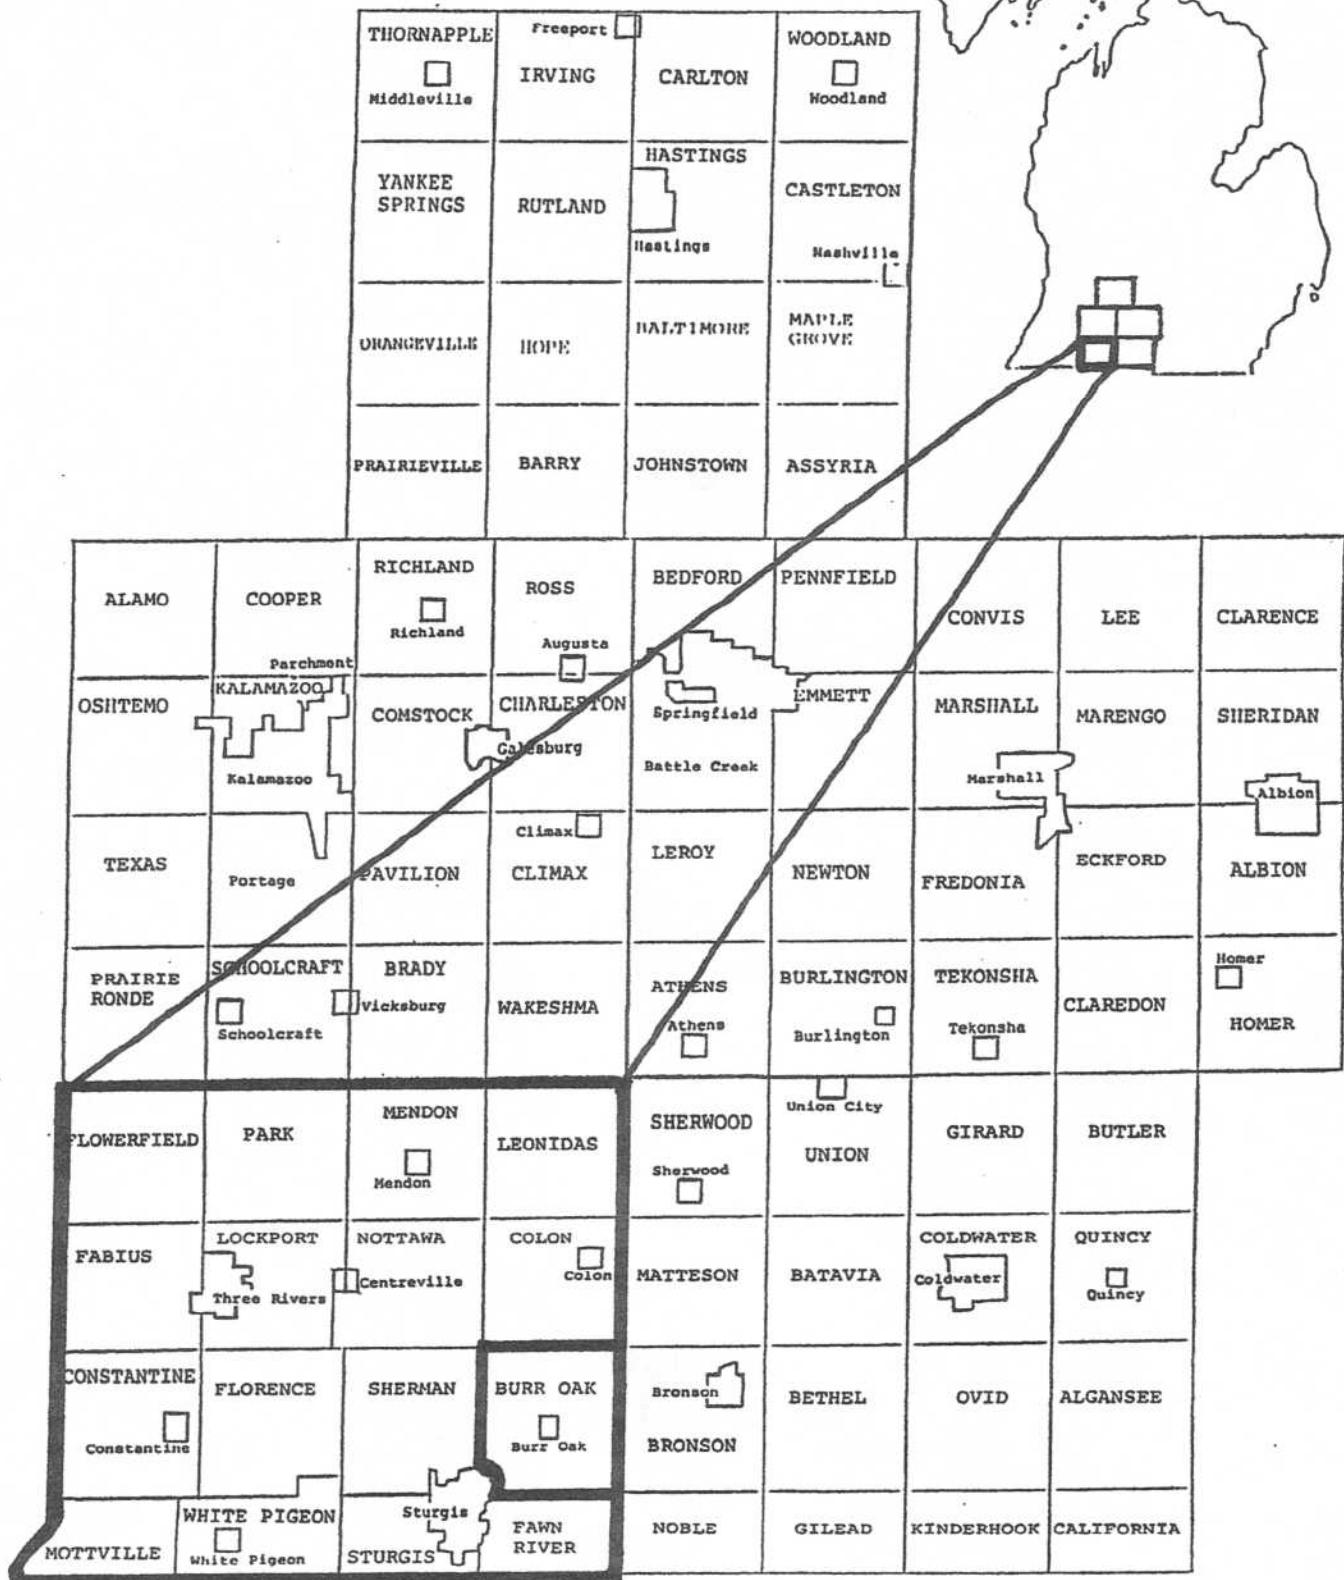 THORNAPPLE
Freeport
WOODLAND
IRVING
CARLTON
Middleville
Woodland
HASTINGS
YANKEE
SPRINGS
RUTLAND
CASTLETON
Hastings
Nashville
ORANGEVILLE
HOPE
BALTIMORE
MAPLE
GROVE
PRAIRIEVILLE
BARRY
JOHNSTOWN
ASSYRIA
ALAMO
COOPER
RICHLAND
Richland
ROSS
Augusta
BEDFORD
PENNFIELD
CONVIS
LEE
CLARENCE
Parchment
OSHTEMO
KALAMAZOO
Kalamazoo
COMSTOCK
CHARLESTON
Galesburg
Springfield
Battle Creek
EMMETT
MARSHALL
Marshall
MARENGO
SHERIDAN
Albion
TEXAS
Portage
PAVILION
Climax
CLIMAX
LEROY
NEWTON
FREDONIA
ECKFORD
ALBION
PRAIRIE
RONDE
SCHOOLCRAFT
Schoolcraft
BRADY
Vicksburg
WAKESHMA
ATHENS
Athens
BURLINGTON
Burlington
TEKONSHA
Tekonsha
CLAREDON
Homer
HOMER
FLOWERFIELD
PARK
MENDON
Mendon
LEONIDAS
SHERWOOD
Sherwood
Union City
UNION
GIRARD
BUTLER
FABIUS
LOCKPORT
Three Rivers
NOTTAWA
Centreville
COLON
Colon
MATTESON
BATAVIA
COLDWATER
Coldwater
QUINCY
Quincy
CONSTANTINE
Constantine
FLORENCE
SHERMAN
BURR OAK
Burr Oak
Bronson
BRONSON
BETHEL
OVID
ALGANSEE
MOTTVILLE
WHITE PIGEON
White Pigeon
Sturgis
STURGIS
FAWN
RIVER
NOBLE
GILEAD
KINDERHOOK
CALIFORNIA